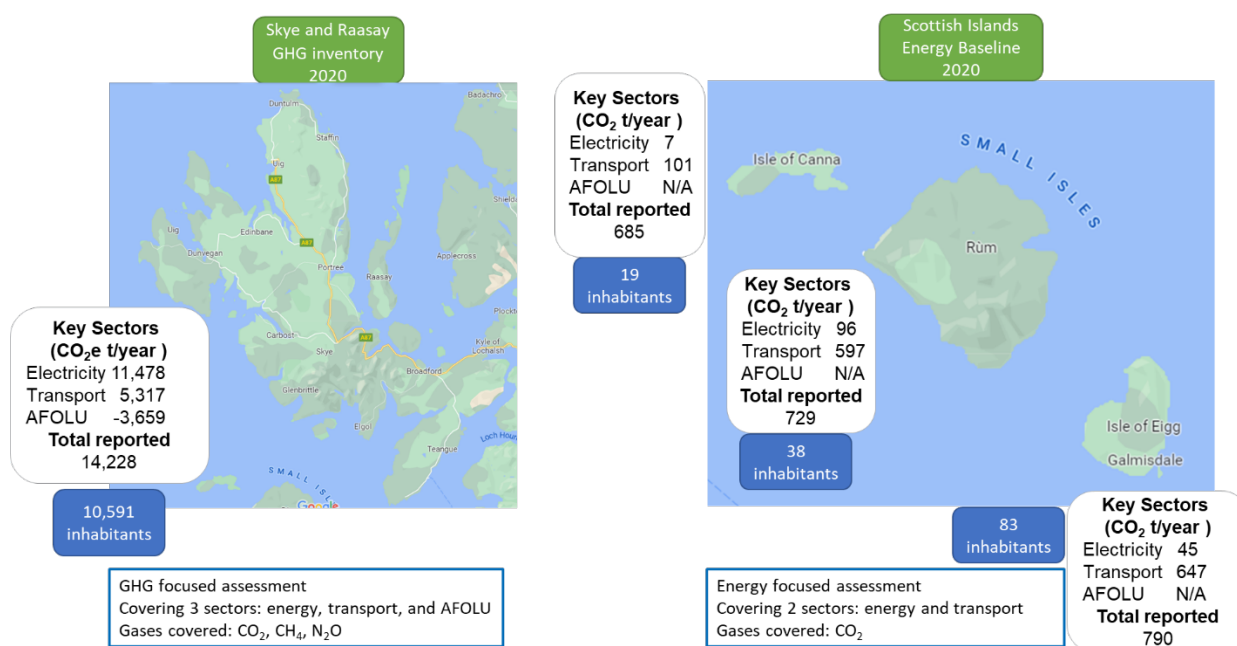 Skye and Raasay
GHG inventory
2020
Duntulm
Badachro
Staffin
Uig
A87
Uig
Edinbane
A87
Dunvegan
Portree
Raasay
Applecross
Carbost
Skye
A87
Kyle of
Lochalsh
Broadford
Glenbrittle
Elgol
Teangue
SMALL ISL
Google
Key Sectors
(CO₂e t/year )
Electricity 11,478
Transport 5,317
AFOLU -3,659
Total reported
14,228
10,591
inhabitants
GHG focused assessment
Covering 3 sectors: energy, transport, and AFOLU
Gases covered: CO₂, CH₄, N₂O
Scottish Islands
Energy Baseline
2020
Key Sectors
(CO₂ t/year )
Electricity 7
Transport 101
AFOLU N/A
Total reported
685
19
inhabitants
Isle of Canna
SMALL ISLES
Rùm
Key Sectors
(CO₂ t/year )
Electricity 96
Transport 597
AFOLU N/A
Total reported
729
38
inhabitants
Isle of Eigg
Galmisdale
83
inhabitants
Key Sectors
(CO₂ t/year )
Electricity 45
Transport 647
AFOLU N/A
Total reported
790
Energy focused assessment
Covering 2 sectors: energy and transport
Gases covered: CO₂